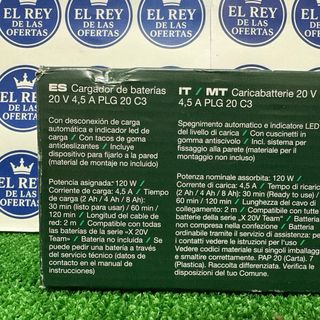 EL REY
DE LAS
OFERTAS
EL REY
DE LAS
OFERTAS
EL REY
DE LAS
OFERTAS
ES Cargador de baterías
20 V 4,5 A PLG 20 C3
Con desconexión de carga
automática e indicador led de
carga / Con tacos de goma
antideslizantes / Incluye
dispositivo para fijarlo a la pared
(material de montaje no incluido)
Potencia asignada: 120 W /
Corriente de carga: 4,5 A / Tiempo
de carga (2 Ah / 4 Ah / 8 Ah):
30 min (listo para usar) / 60 min /
120 min / Longitud del cable de
red: 2 m / Compatible con todas
las baterías de la serie «X 20V
Team» / Batería no incluida / Se
puede pedir una batería a través
del servicio técnico (datos de
contacto en el manual de
instrucciones)
IT / MT Caricabatterie 20 V
4,5 A PLG 20 C3
Spegnimento automatico e indicatore LED
del livello di carica / Con cuscinetti in
gomma antiscivolo / Incl. sistema per
fissaggio alla parete (materiale per il
montaggio non incluso)
Potenza nominale assorbita: 120 W /
Corrente di carica: 4,5 A / Tempo di ricarica
(2 Ah / 4 Ah / 8 Ah): 30 min (Ready to use) /
60 min / 120 min / Lunghezza del cavo di
collegamento: 2 m / Compatibile con tutte
le batterie della serie „X 20V Team“ / Batteria
non compresa nella confezione / Batteria
ordinabile tramite il servizio di assistenza (per
i contatti vedere le istruzioni per l'uso) /
Vedere codici materiale sui singoli imballaggi
e smaltire correttamente. PAP 20 (Carta). 7
(Plastica). Raccolta differenziata. Verifica le
disposizioni del tuo Comune.